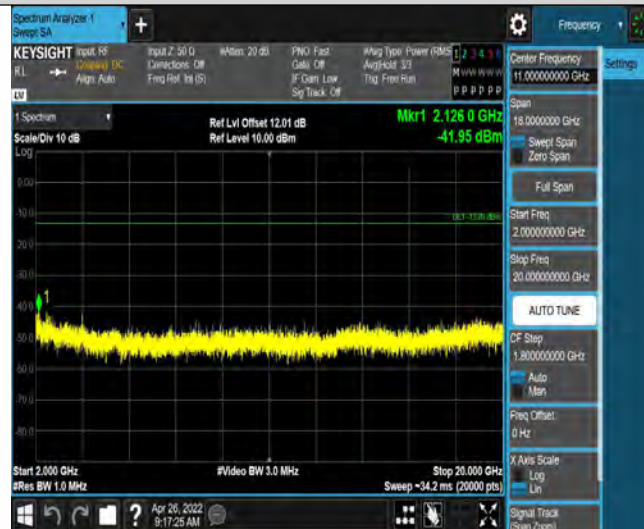 Spectrum Analyzer 1
Swept SA
+
Frequency
KEYSIGHT
Input: RF
Coupling: DC
Align: Auto
Input Z: 50 Ω
Corrections: Off
Freq Ref: Int (S)
#Atten: 20 dB
PNO: Fast
Gate: Off
IF Gain: Low
Sig Track: Off
#Avg Type: Power (RMS
Avg|Hold: 3/3
Trig: Free Run
1 2 3 4 5 6
M W W W W W
P P P P P P
RL
LV
1 Spectrum
Scale/Div 10 dB
Log
Ref Lvl Offset 12.01 dB
Ref Level 10.00 dBm
Mkr1 2.126 0 GHz
-41.95 dBm
0.00
-10.0
-20.0
-30.0
-40.0
-50.0
-60.0
-70.0
-80.0
1
Start 2.000 GHz
#Res BW 1.0 MHz
#Video BW 3.0 MHz
Stop 20.000 GHz
Sweep ~34.2 ms (20000 pts)
?
Apr 26, 2022
9:17:25 AM
Center Frequency
11.000000000 GHz
Settings
Span
18.0000000 GHz
Swept Span
Zero Span
Full Span
Start Freq
2.000000000 GHz
Stop Freq
20.000000000 GHz
AUTO TUNE
CF Step
1.800000000 GHz
Auto
Man
Freq Offset
0 Hz
X Axis Scale
Log
Lin
Signal Track
(Span Zoom)